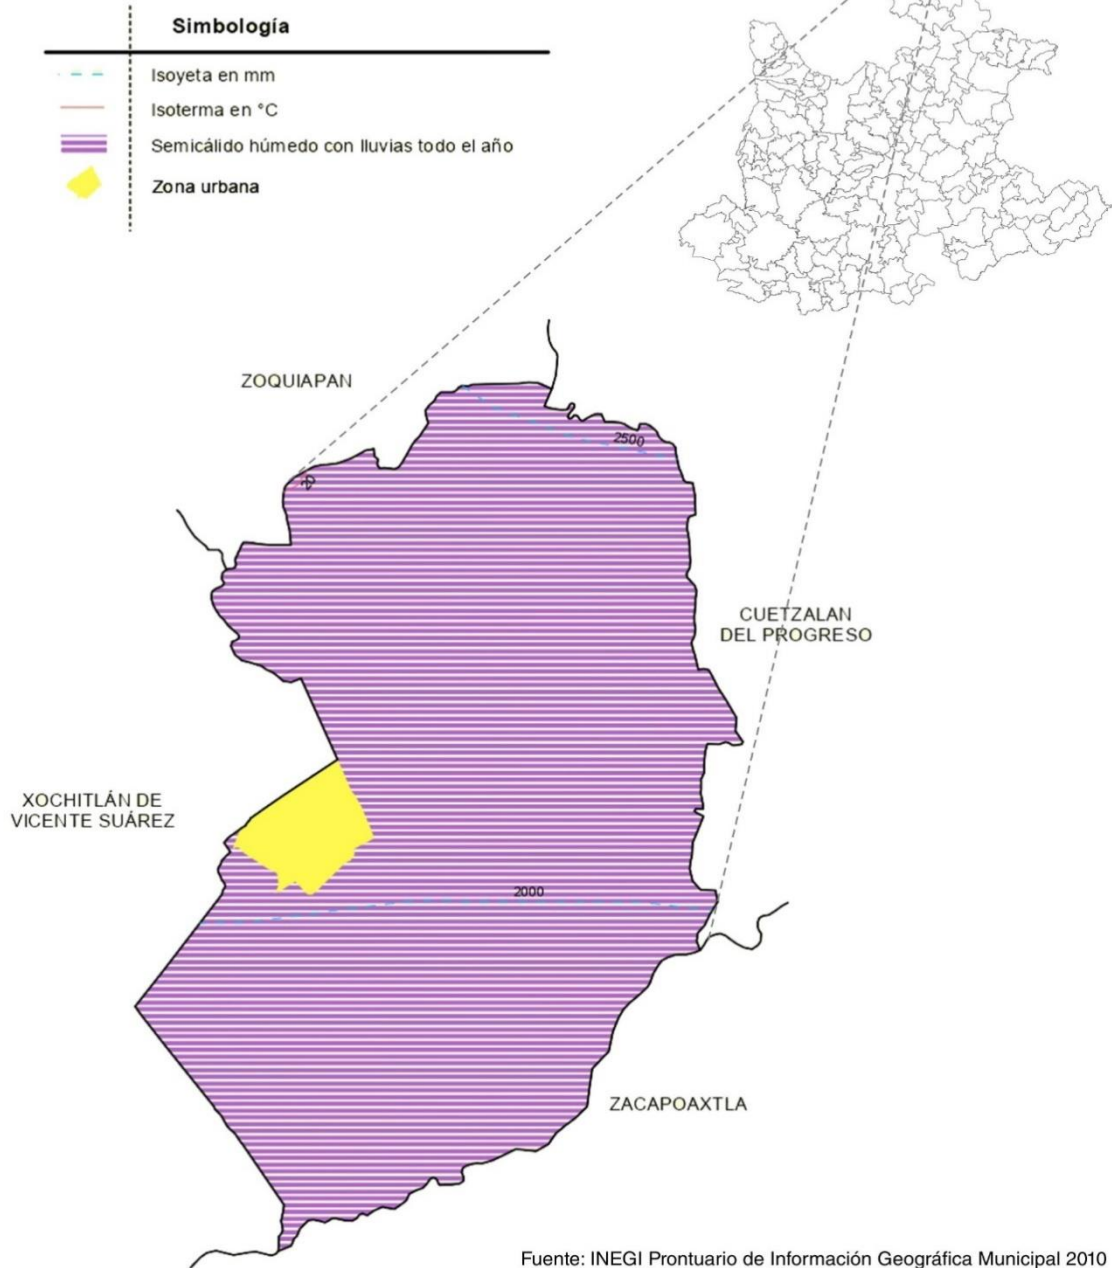 Simbología
Isoyeta en mm
Isoterma en °C
Semicálido húmedo con lluvias todo el año
Zona urbana
ZOQUIAPAN
2500
20
CUETZALAN
DEL PROGRESO
XOCHITLÁN DE
VICENTE SUÁREZ
2000
ZACAPOAXTLA
Fuente: INEGI Prontuario de Información Geográfica Municipal 2010